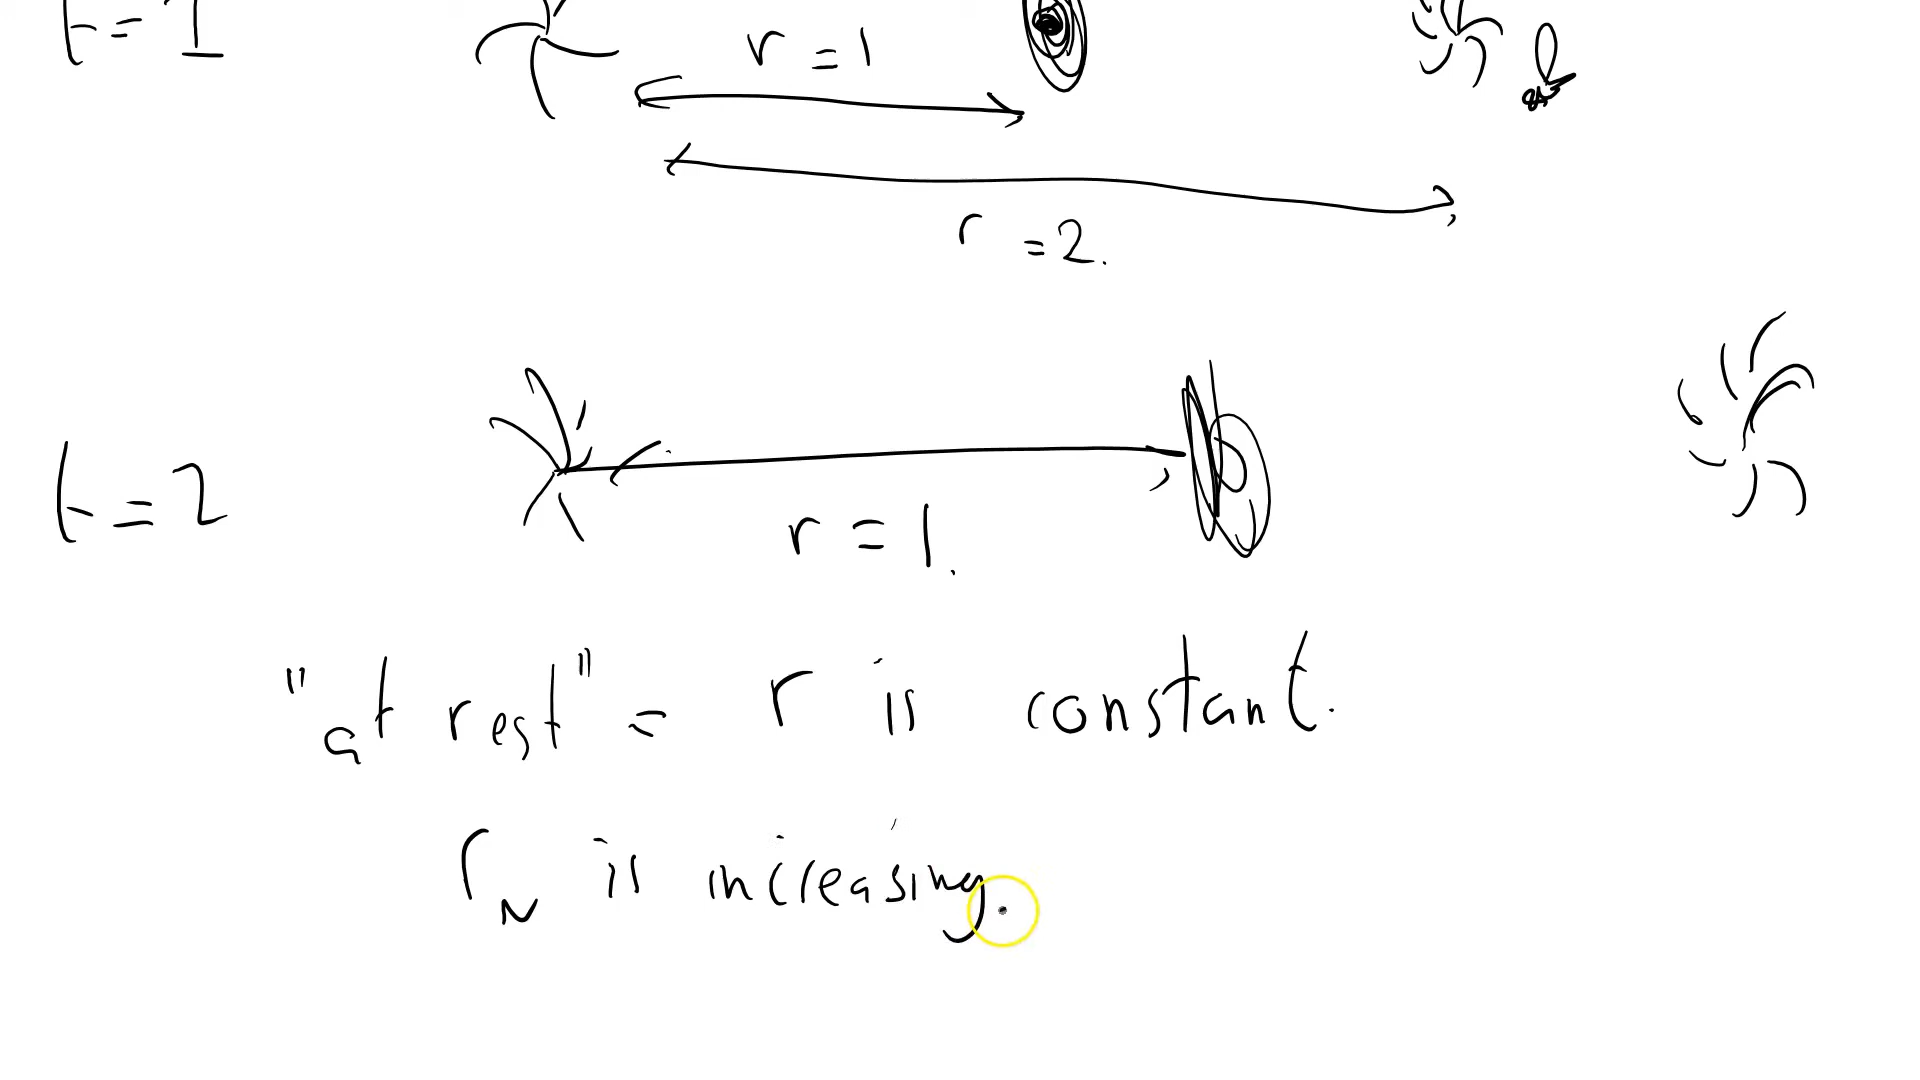 t = 1
r = 1
r = 2.
t = 2
r = 1.
"at rest" = r is constant.
r_N is increasing.